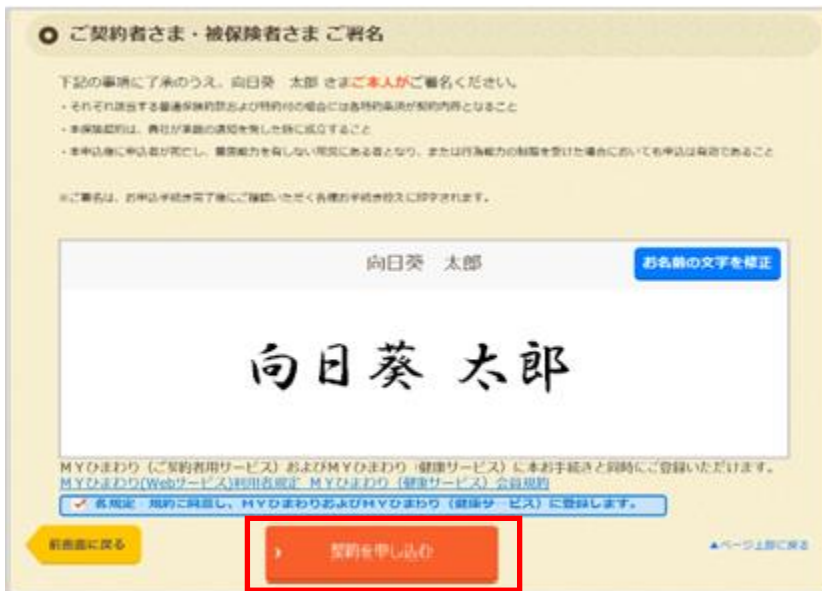 ご契約者さま・被保険者さま ご署名
下記の事項に了承のうえ、向日葵 太郎 さまご本人がご署名ください。
・それぞれ該当する普通保険約款および特約付の場合には各特約条項が契約内容となること
・本保険契約は、貴社が承諾の通知を発した時に成立すること
・本申込後に申込者が死亡し、意思能力を有しない常況にある者となり、または行為能力の制限を受けた場合においても申込は有効であること
※ご署名は、お申込手続き完了後にご確認いただく各種お手続き控えに印字されます。
向日葵 太郎
お名前の文字を修正
向日葵 太郎
MYひまわり（ご契約者用サービス）およびMYひまわり（健康サービス）に本お手続きと同時にご登録いただけます。
MYひまわり(Webサービス)利用者規定 MYひまわり（健康サービス）会員規約
各規定・規約に同意し、MYひまわりおよびMYひまわり（健康サービス）に登録します。
前画面に戻る
契約を申し込む
▲ページ上部に戻る